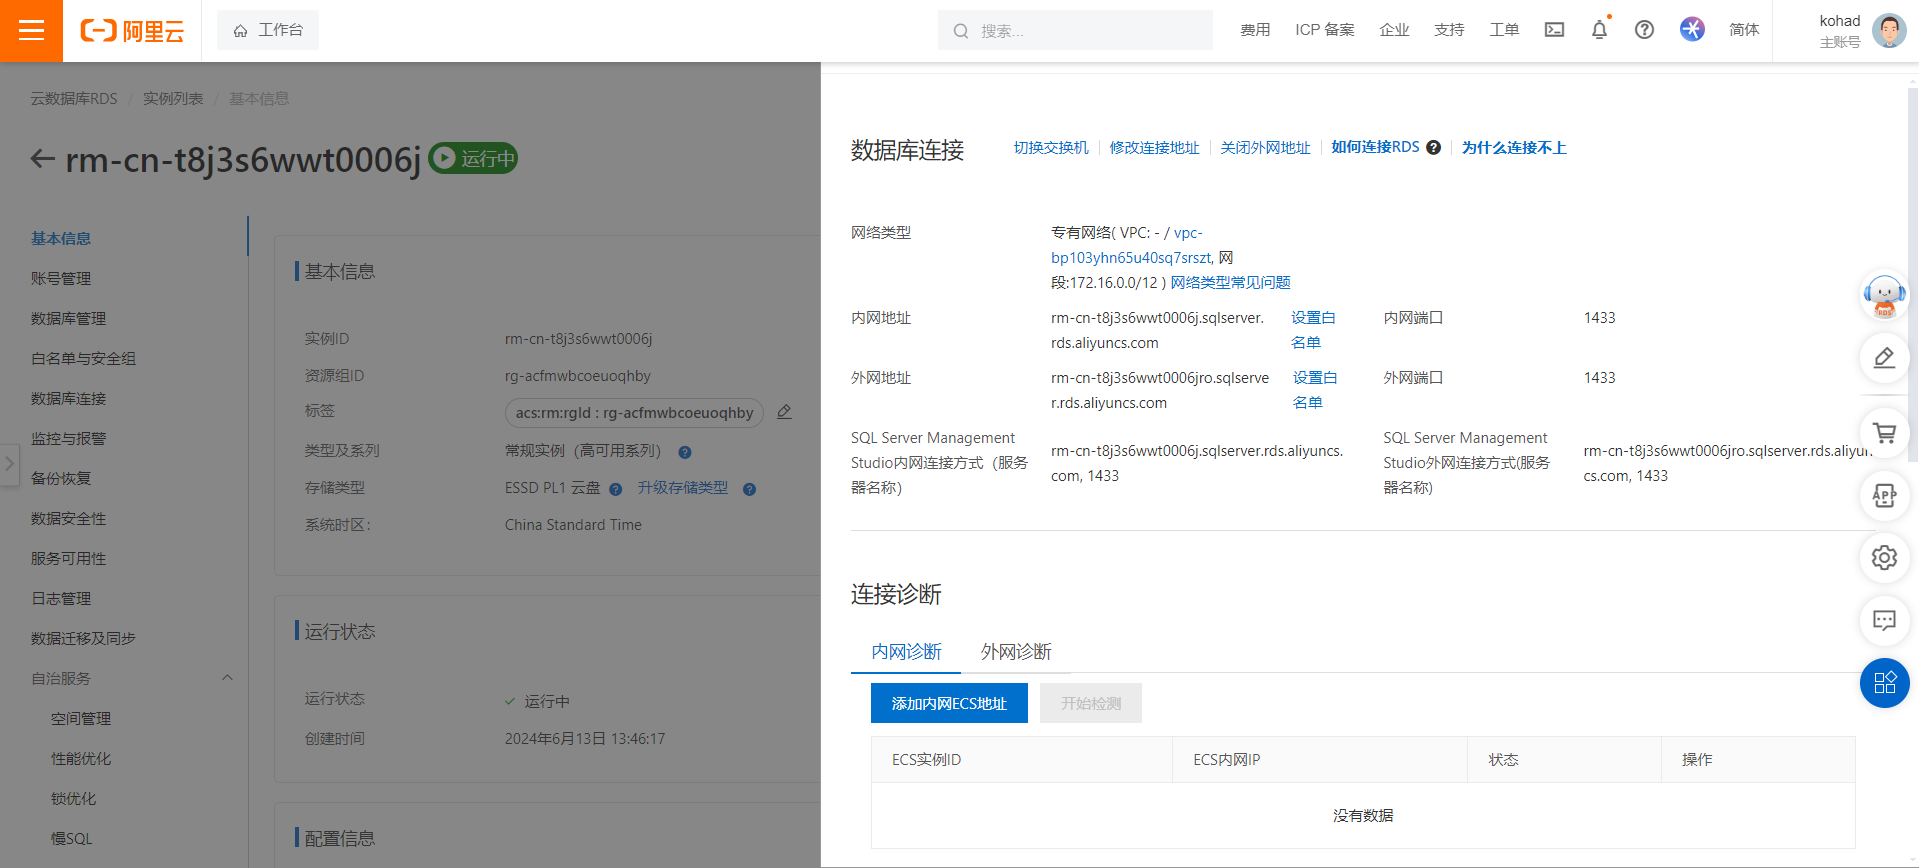 阿里云
工作台
搜索...
费用
ICP 备案
企业
支持
工单
简体
kohad
主账号
云数据库RDS / 实例列表 / 基本信息
rm-cn-t8j3s6wwt0006j
运行中
基本信息
账号管理
数据库管理
白名单与安全组
数据库连接
监控与报警
备份恢复
数据安全性
服务可用性
日志管理
数据迁移及同步
自治服务
空间管理
性能优化
锁优化
慢SQL
基本信息
实例ID rm-cn-t8j3s6wwt0006j
资源组ID rg-acfmwbcoeuoqhby
标签 acs:rm:rgId : rg-acfmwbcoeuoqhby
类型及系列 常规实例（高可用系列）
存储类型 ESSD PL1 云盘 升级存储类型
系统时区： China Standard Time
运行状态
运行状态 运行中
创建时间 2024年6月13日 13:46:17
配置信息
数据库连接
切换交换机
修改连接地址
关闭外网地址
如何连接RDS
为什么连接不上
网络类型
专有网络( VPC: - / vpc-
bp103yhn65u40sq7srszt, 网
段:172.16.0.0/12 ) 网络类型常见问题
内网地址
rm-cn-t8j3s6wwt0006j.sqlserver.
rds.aliyuncs.com
设置白
名单
内网端口 1433
外网地址
rm-cn-t8j3s6wwt0006jro.sqlserve
r.rds.aliyuncs.com
设置白
名单
外网端口 1433
SQL Server Management
Studio内网连接方式（服务
器名称)
rm-cn-t8j3s6wwt0006j.sqlserver.rds.aliyuncs.
com, 1433
SQL Server Management
Studio外网连接方式(服务
器名称)
rm-cn-t8j3s6wwt0006jro.sqlserver.rds.aliyun
cs.com, 1433
RDS
APP
连接诊断
内网诊断 外网诊断
添加内网ECS地址 开始检测
ECS实例ID ECS内网IP 状态 操作
没有数据